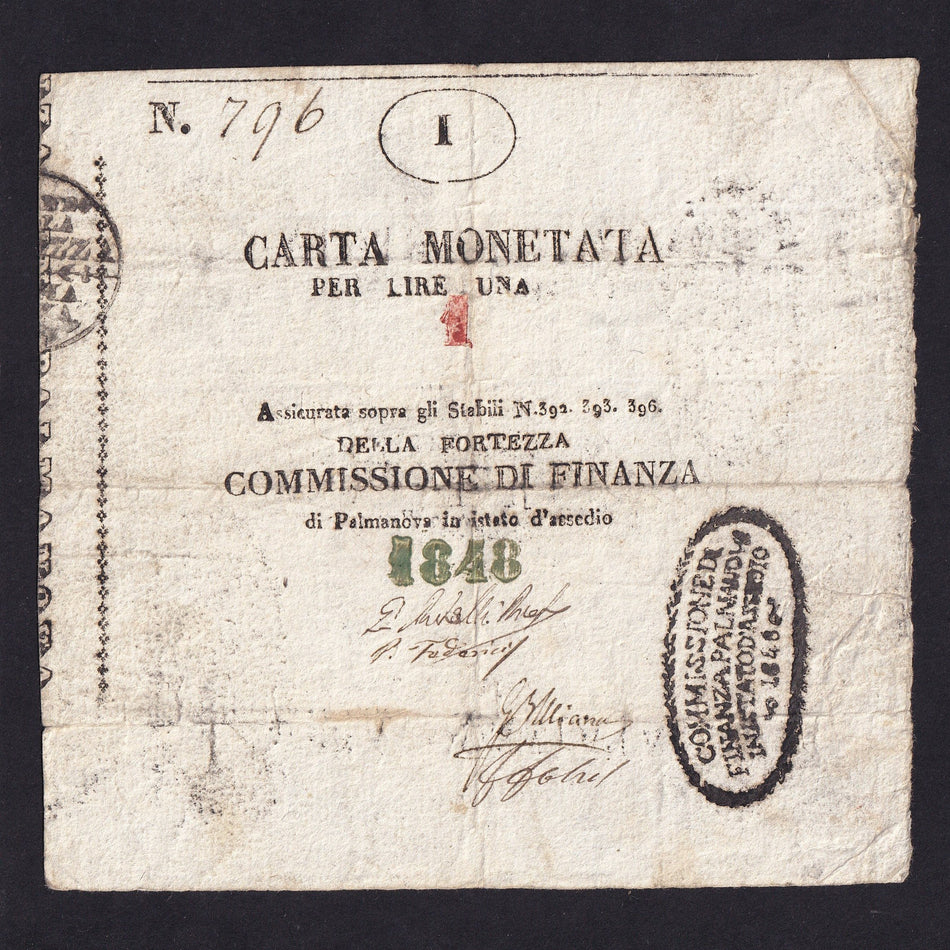 N. 796
I
CARTA MONETATA
PER LIRE UNA
1
Assicurata sopra gli Stabili N.392. 393. 396.
DELLA FORTEZZA
COMMISSIONE DI FINANZA
di Palmanova in istato d'assedio
1848
COMMISSIONE DI
FINANZA PALMANOVA
IN ISTATO D'ASSEDIO
1848